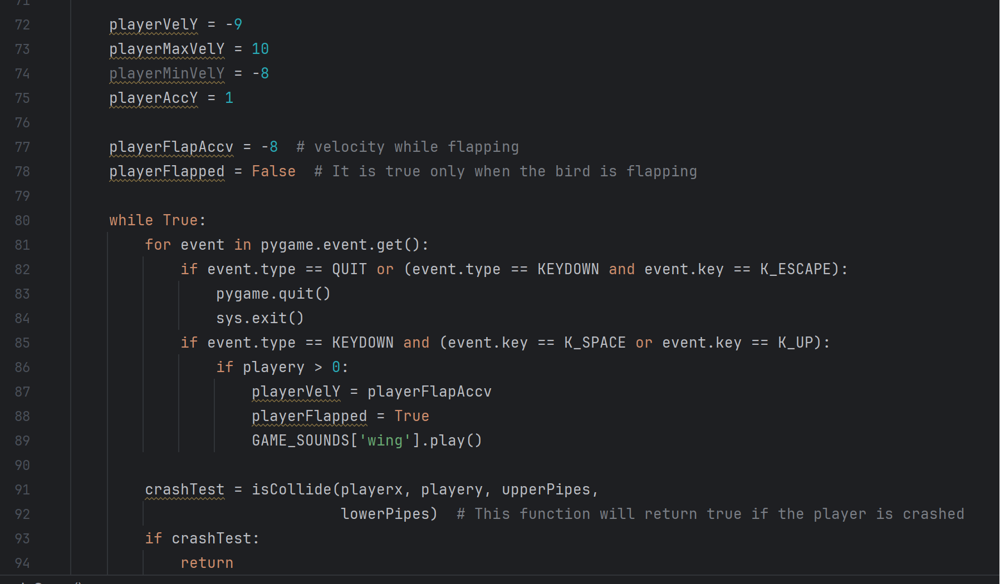 72 playerVelY = -9
73 playerMaxVelY = 10
74 playerMinVelY = -8
75 playerAccY = 1
76
77 playerFlapAccv = -8  # velocity while flapping
78 playerFlapped = False  # It is true only when the bird is flapping
79
80 while True:
81     for event in pygame.event.get():
82         if event.type == QUIT or (event.type == KEYDOWN and event.key == K_ESCAPE):
83             pygame.quit()
84             sys.exit()
85         if event.type == KEYDOWN and (event.key == K_SPACE or event.key == K_UP):
86             if playery > 0:
87                 playerVelY = playerFlapAccv
88                 playerFlapped = True
89                 GAME_SOUNDS['wing'].play()
90
91     crashTest = isCollide(playerx, playery, upperPipes,
92                           lowerPipes)  # This function will return true if the player is crashed
93     if crashTest:
94         return